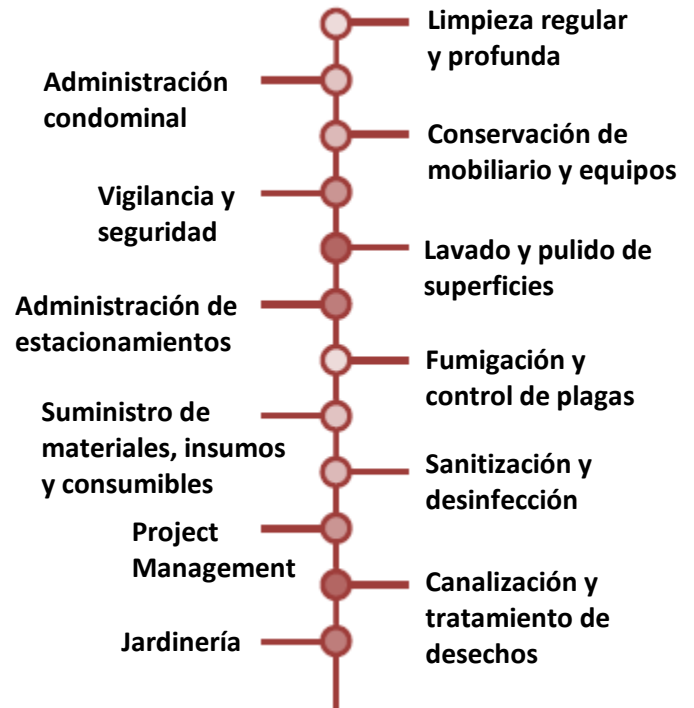 Limpieza regular
y profunda
Administración
condominal
Conservación de
mobiliario y equipos
Vigilancia y
seguridad
Lavado y pulido de
superficies
Administración de
estacionamientos
Fumigación y
control de plagas
Suministro de
materiales, insumos
y consumibles
Sanitización y
desinfección
Project
Management
Canalización y
tratamiento de
desechos
Jardinería